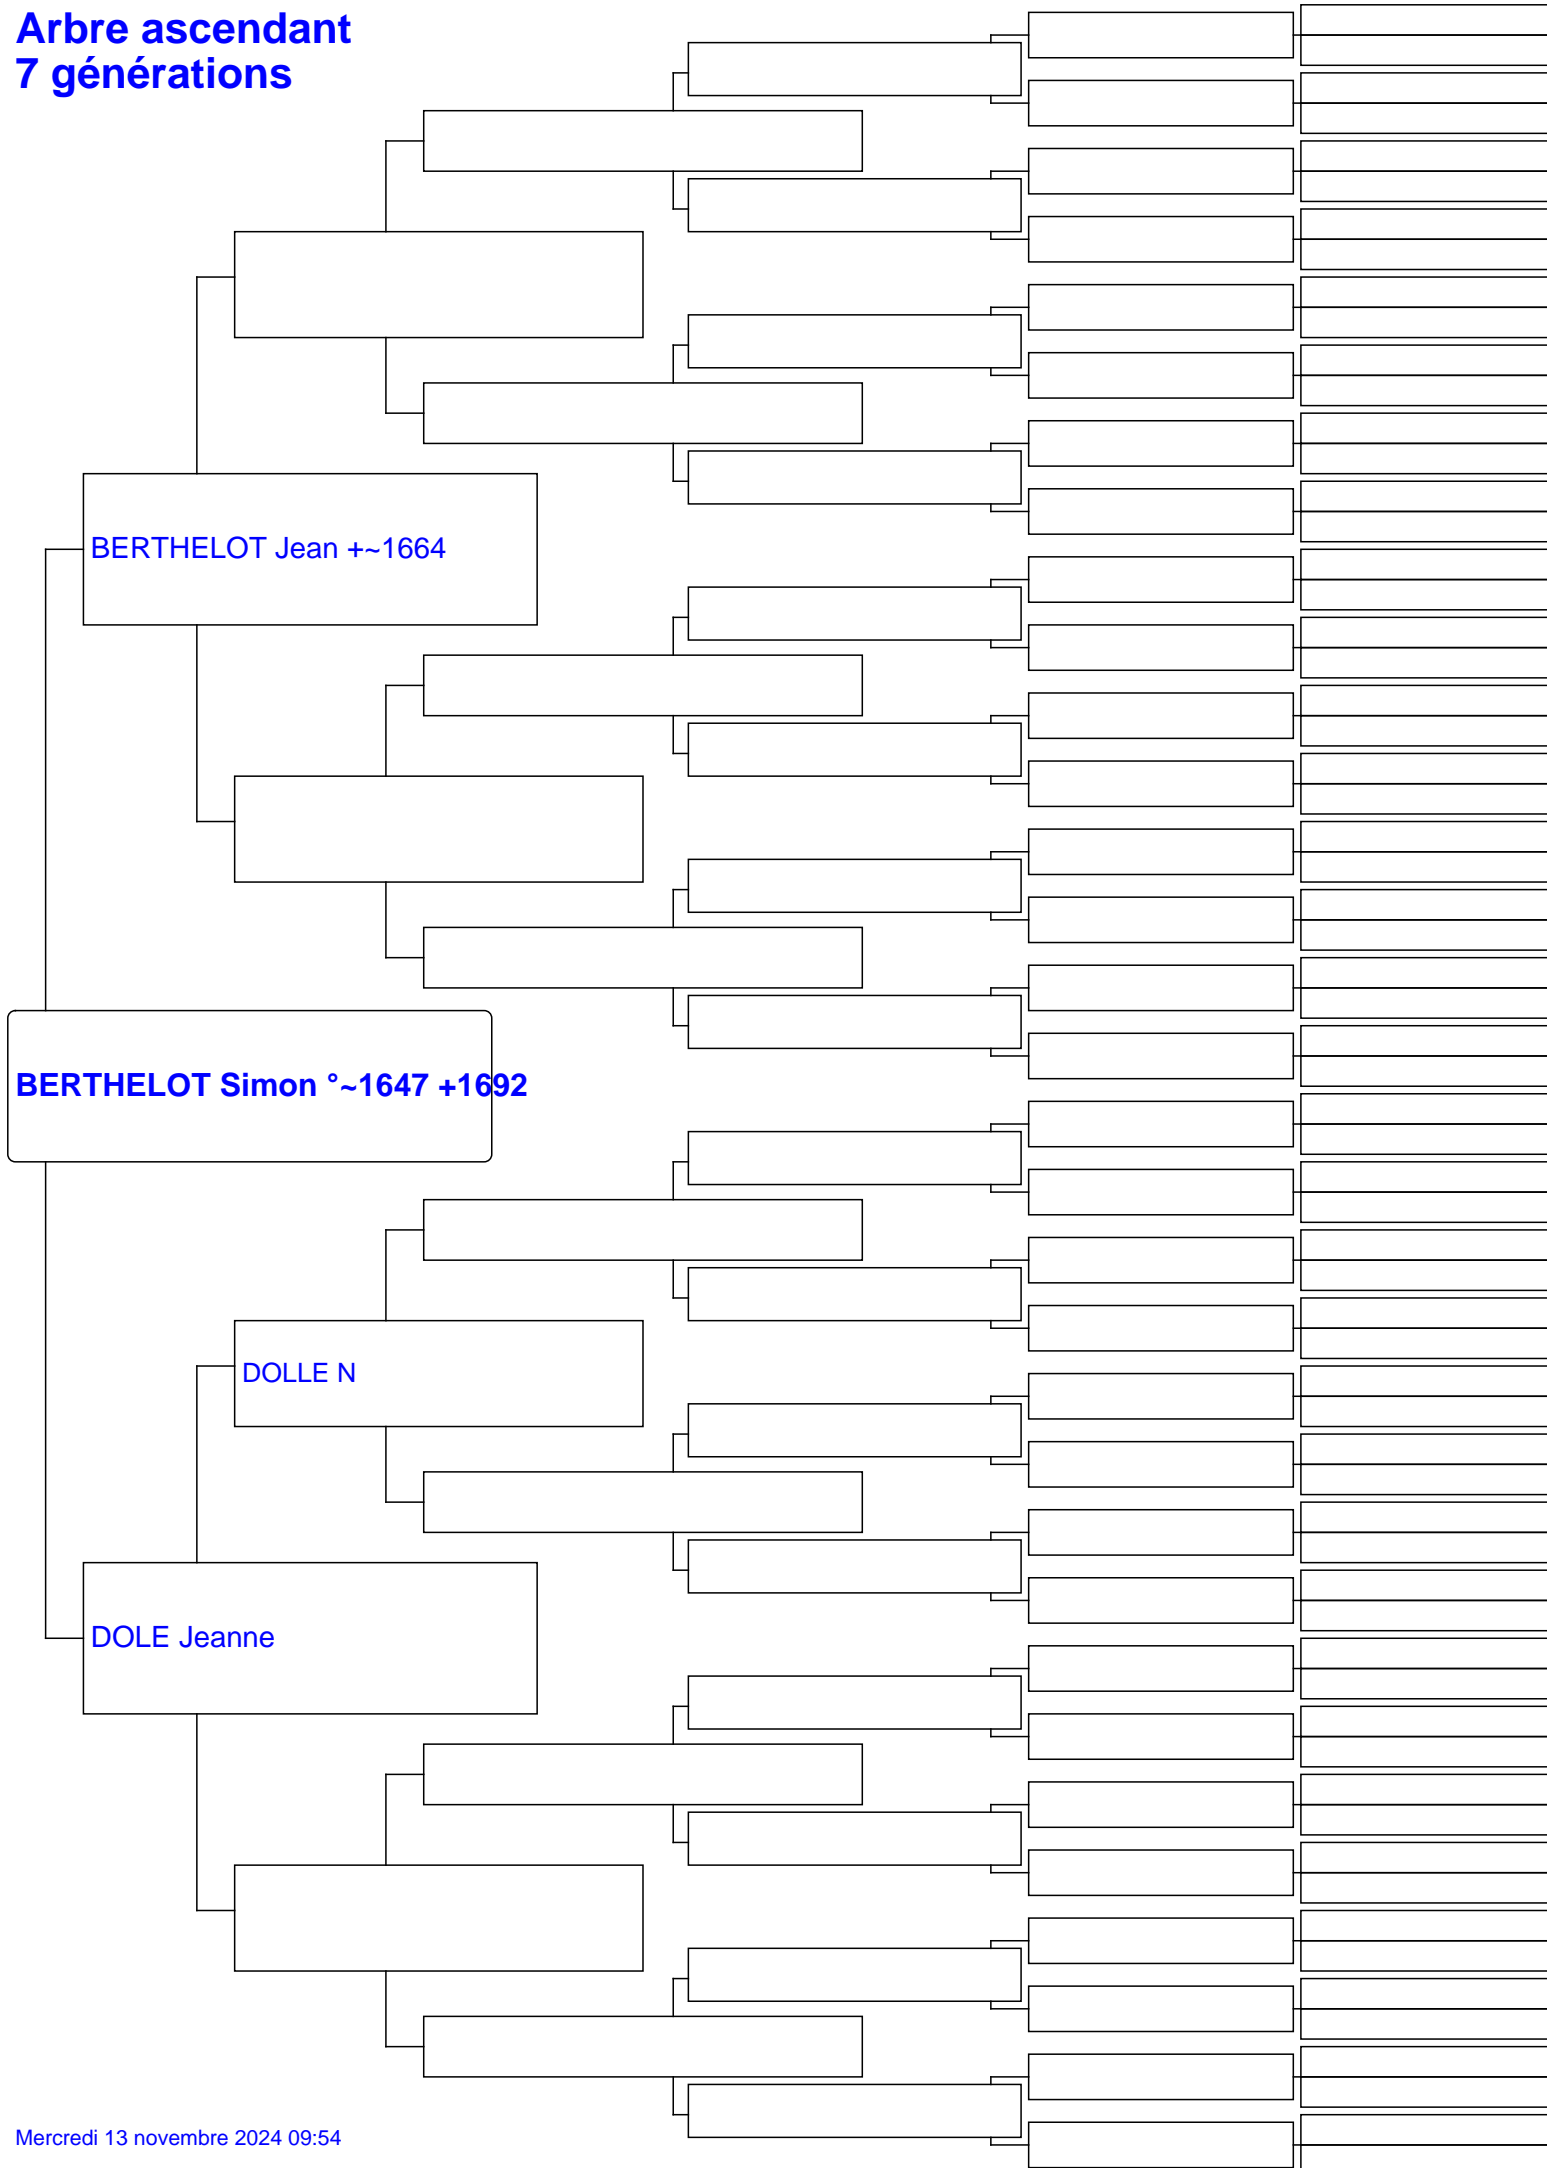 Arbre ascendant
7 générations
BERTHELOT Jean +~1664
BERTHELOT Simon °~1647 +1692
DOLLE N
DOLE Jeanne
Mercredi 13 novembre 2024 09:54